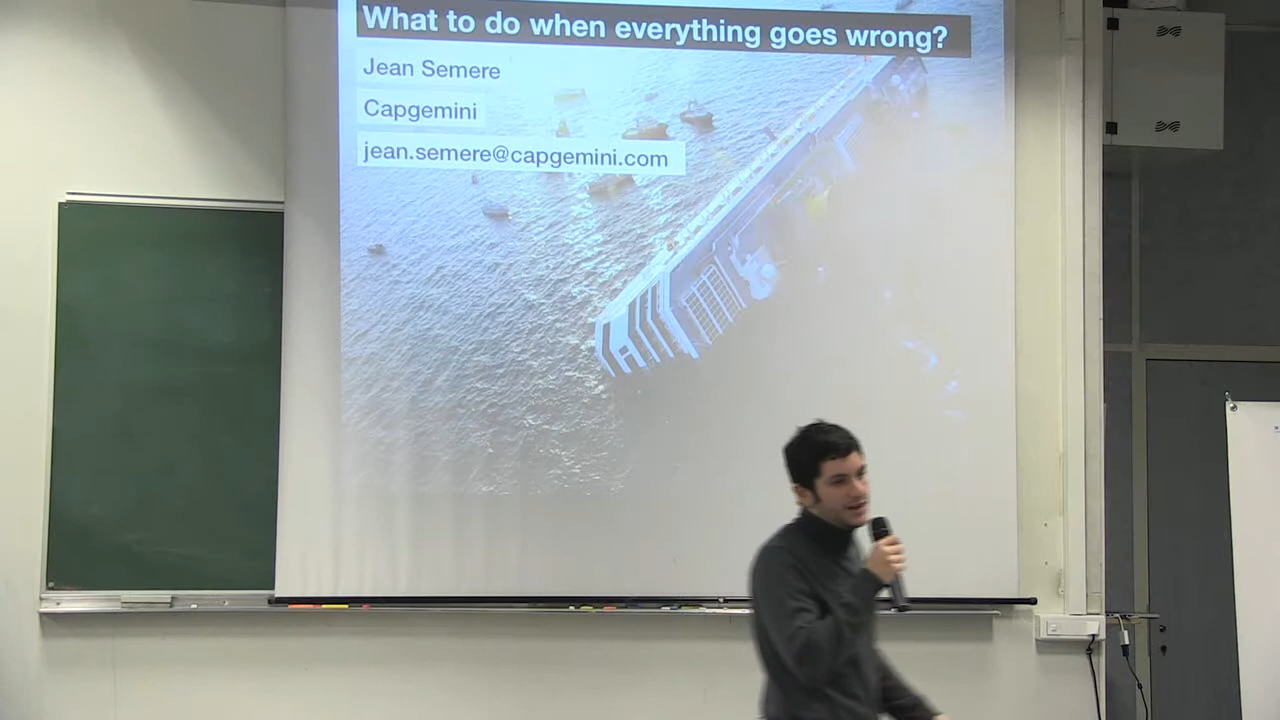 What to do when everything goes wrong?
Jean Semere
Capgemini
jean.semere@capgemini.com